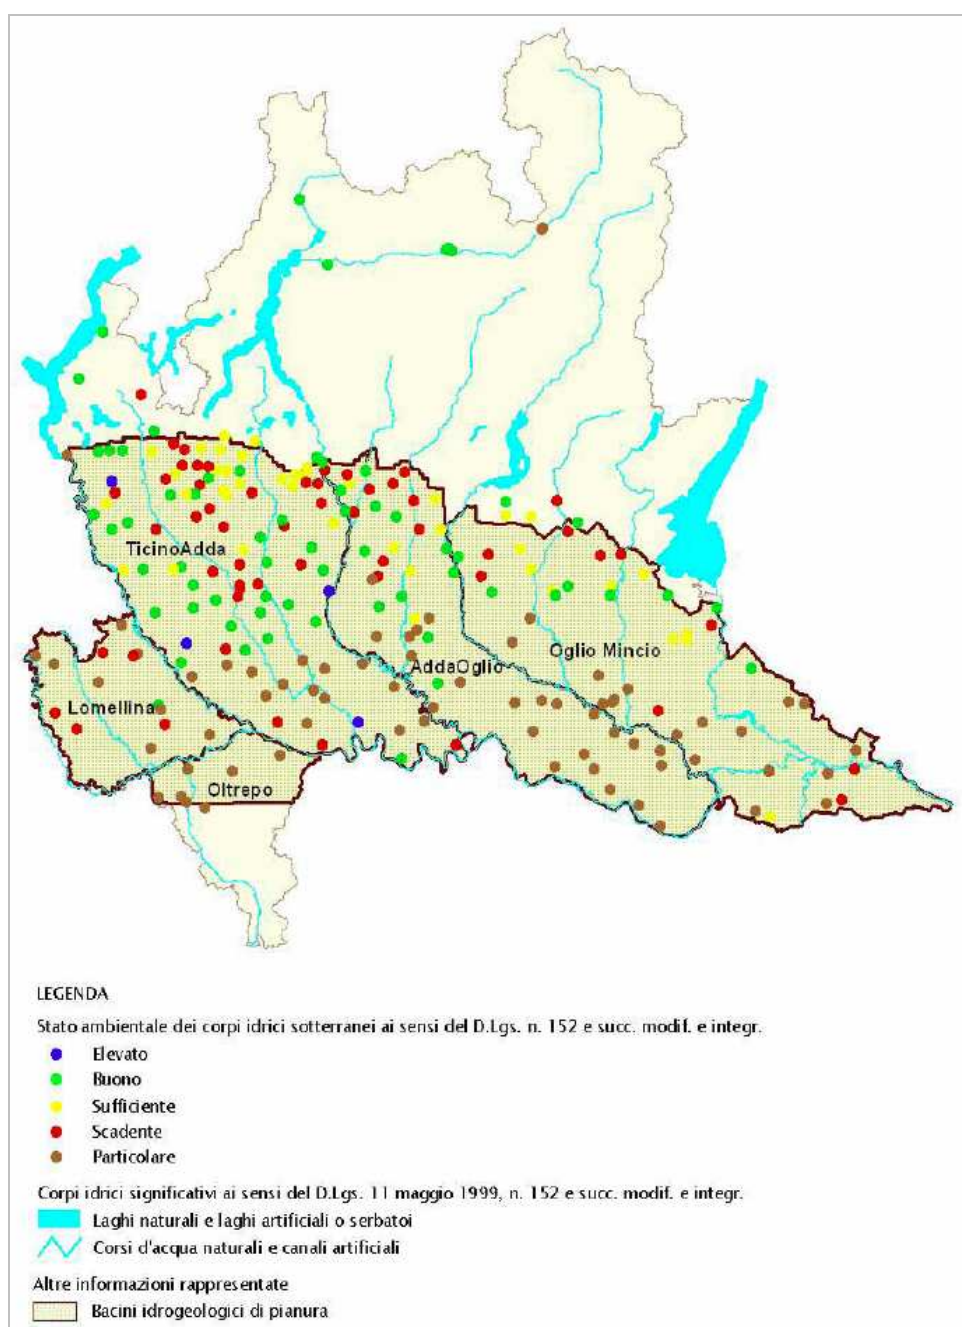 TicinoAdda
AddaOglio
Oglio Mincio
Lomellina
Oltrepo
LEGENDA
Stato ambientale dei corpi idrici sotterranei ai sensi del D.Lgs. n. 152 e succ. modif. e integr.
Elevato
Buono
Sufficiente
Scadente
Particolare
Corpi idrici significativi ai sensi del D.Lgs. 11 maggio 1999, n. 152 e succ. modif. e integr.
Laghi naturali e laghi artificiali o serbatoi
Corsi d'acqua naturali e canali artificiali
Altre informazioni rappresentate
Bacini idrogeologici di pianura